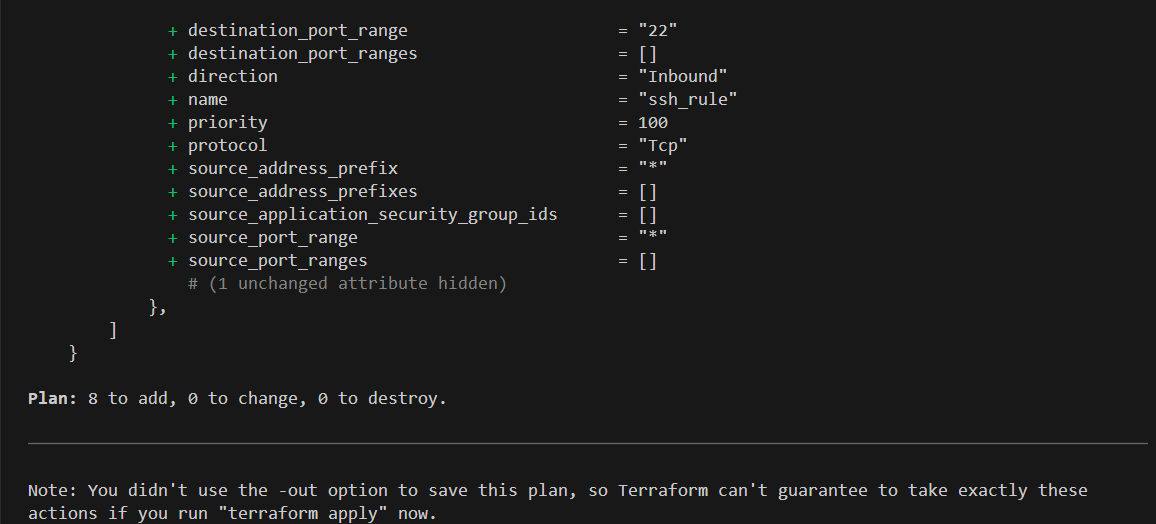 + destination_port_range = "22"
+ destination_port_ranges = []
+ direction = "Inbound"
+ name = "ssh_rule"
+ priority = 100
+ protocol = "Tcp"
+ source_address_prefix = "*"
+ source_address_prefixes = []
+ source_application_security_group_ids = []
+ source_port_range = "*"
+ source_port_ranges = []
# (1 unchanged attribute hidden)
},
]
}
Plan: 8 to add, 0 to change, 0 to destroy.
Note: You didn't use the -out option to save this plan, so Terraform can't guarantee to take exactly these
actions if you run "terraform apply" now.